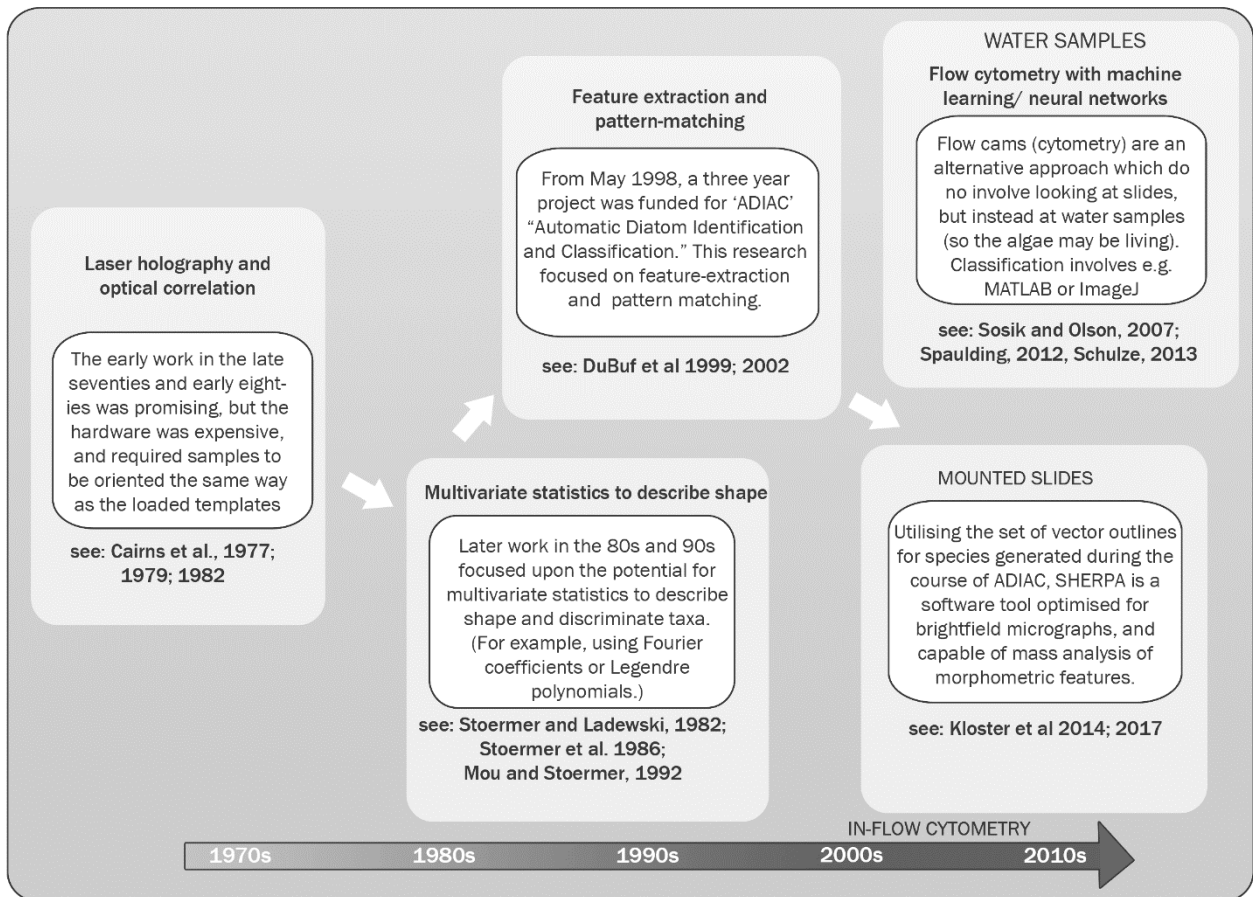 Laser holography and
optical correlation
The early work in the late
seventies and early eight-
ies was promising, but the
hardware was expensive,
and required samples to
be oriented the same way
as the loaded templates
see: Cairns et al., 1977;
1979; 1982
Feature extraction and
pattern-matching
From May 1998, a three year
project was funded for ‘ADIAC’
“Automatic Diatom Identification
and Classification.” This research
focused on feature-extraction
and pattern matching.
see: DuBuf et al 1999; 2002
Multivariate statistics to describe shape
Later work in the 80s and 90s
focused upon the potential for
multivariate statistics to describe
shape and discriminate taxa.
(For example, using Fourier
coefficients or Legendre
polynomials.)
see: Stoermer and Ladewski, 1982;
Stoermer et al. 1986;
Mou and Stoermer, 1992
WATER SAMPLES
Flow cytometry with machine
learning/ neural networks
Flow cams (cytometry) are an
alternative approach which do
no involve looking at slides,
but instead at water samples
(so the algae may be living).
Classification involves e.g.
MATLAB or ImageJ
see: Sosik and Olson, 2007;
Spaulding, 2012, Schulze, 2013
MOUNTED SLIDES
Utilising the set of vector outlines
for species generated during the
course of ADIAC, SHERPA is a
software tool optimised for
brightfield micrographs, and
capable of mass analysis of
morphometric features.
see: Kloster et al 2014; 2017
IN-FLOW CYTOMETRY
1970s 1980s 1990s 2000s 2010s